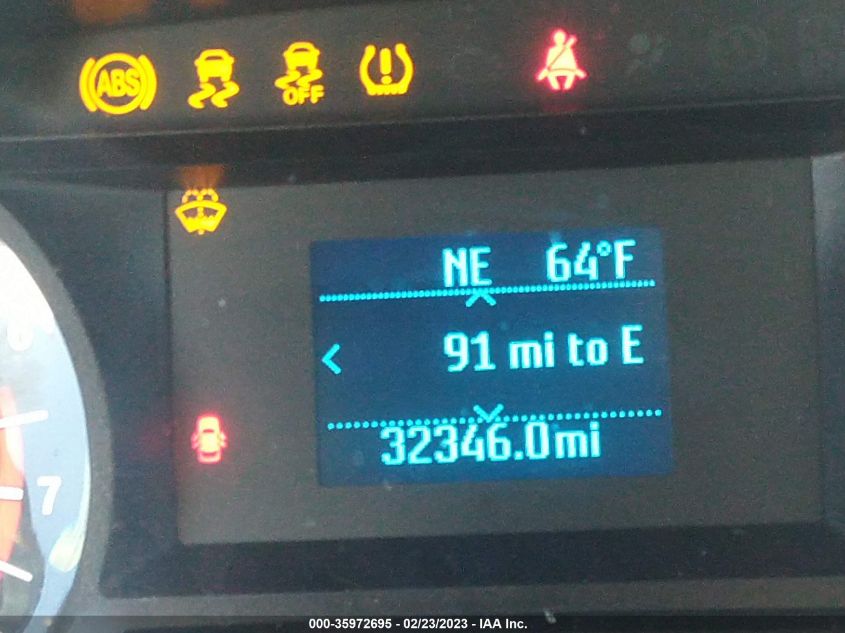 ABS
OFF
NE 64°F
91 mi to E
32346.0mi
7
000-35972695 - 02/23/2023 - IAA Inc.